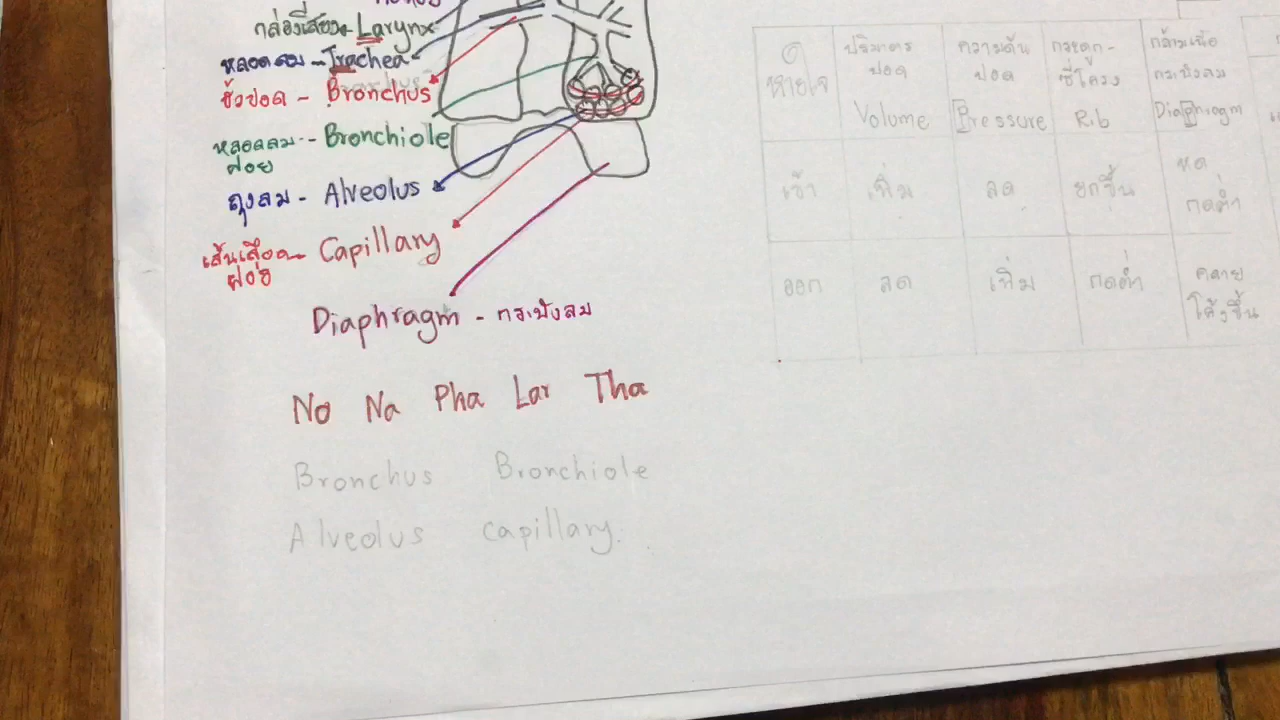 กล่องเสียง - Larynx
หลอดลม - Trachea
ขั้วปอด - Bronchus
หลอดลม - Bronchiole
ฝอย
ถุงลม - Alveolus
เส้นเลือด - Capillary
ฝอย
Diaphragm - กระบังลม
No Na Pha Lar Tha
Bronchus Bronchiole
Alveolus capillary.
หายใจ
ปริมาตร
ปอด
Volume
ความดัน
ปอด
Pressure
กระดูก-
ซี่โครง
Rib
กล้ามเนื้อ
กระบังลม
Diaphragm
เข้า เพิ่ม ลด ยกขึ้น หด
กดต่ำ
ออก ลด เพิ่ม กดต่ำ คลาย
โค้งขึ้น